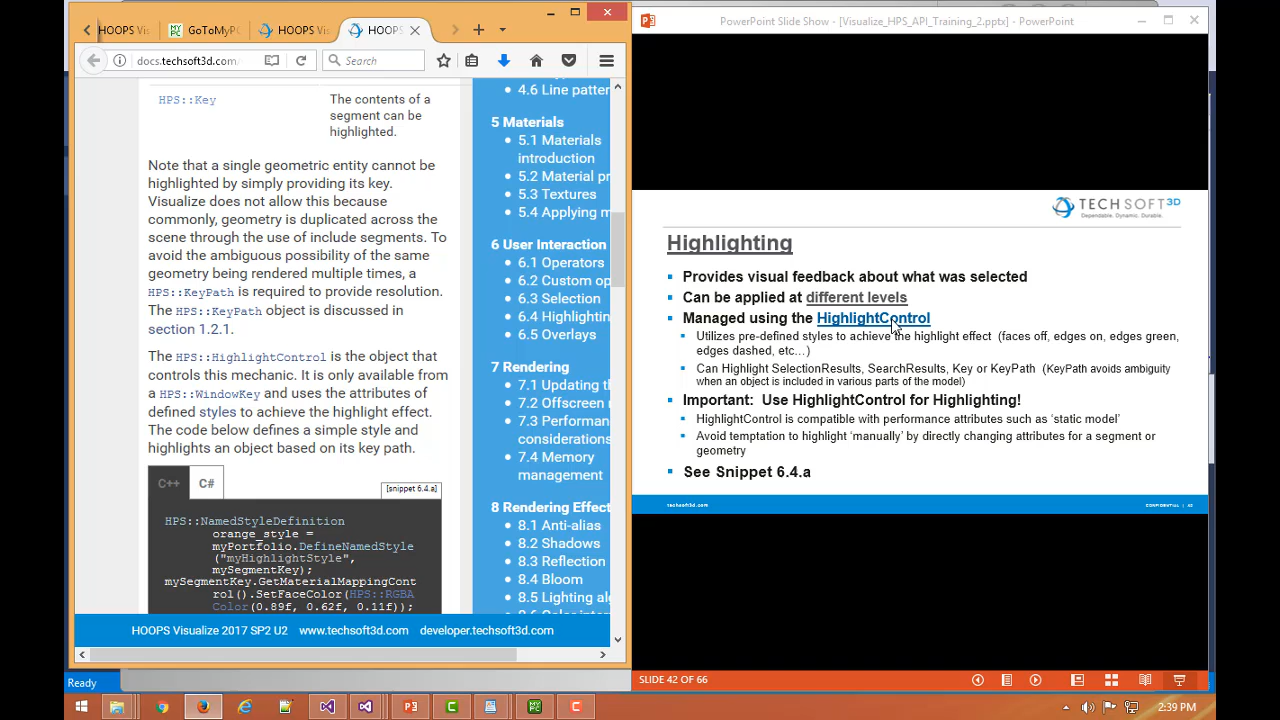 HOOPS Vis
GoToMyPC
HOOPS Vis
HOOPS
docs.techsoft3d.com/
Search
HPS::Key
The contents of a
segment can be
highlighted.
Note that a single geometric entity cannot be
highlighted by simply providing its key.
Visualize does not allow this because
commonly, geometry is duplicated across the
scene through the use of include segments. To
avoid the ambiguous possibility of the same
geometry being rendered multiple times, a
HPS::KeyPath is required to provide resolution.
The HPS::KeyPath object is discussed in
section 1.2.1.
The HPS::HighlightControl is the object that
controls this mechanic. It is only available from
a HPS::WindowKey and uses the attributes of
defined styles to achieve the highlight effect.
The code below defines a simple style and
highlights an object based on its key path.
C++ C#
[snippet 6.4.a]
HPS::NamedStyleDefinition
orange_style =
myPortfolio.DefineNamedStyle
("myHighlightStyle",
mySegmentKey);
mySegmentKey.GetMaterialMappingCont
rol().SetFaceColor(HPS::RGBA
Color(0.89f, 0.62f, 0.11f));
4.6 Line patter
5 Materials
5.1 Materials
introduction
5.2 Material pr
5.3 Textures
5.4 Applying m
6 User Interaction
6.1 Operators
6.2 Custom op
6.3 Selection
6.4 Highlightin
6.5 Overlays
7 Rendering
7.1 Updating th
7.2 Offscreen r
7.3 Performanc
considerations
7.4 Memory
management
8 Rendering Effect
8.1 Anti-alias
8.2 Shadows
8.3 Reflection
8.4 Bloom
8.5 Lighting al
HOOPS Visualize 2017 SP2 U2 www.techsoft3d.com developer.techsoft3d.com
Ready
PowerPoint Slide Show - [Visualize_HPS_API_Training_2.pptx] - PowerPoint
TECH SOFT 3D
Dependable. Dynamic. Durable.
Highlighting
Provides visual feedback about what was selected
Can be applied at different levels
Managed using the HighlightControl
Utilizes pre-defined styles to achieve the highlight effect (faces off, edges on, edges green,
edges dashed, etc…)
Can Highlight SelectionResults, SearchResults, Key or KeyPath (KeyPath avoids ambiguity
when an object is included in various parts of the model)
Important: Use HighlightControl for Highlighting!
HighlightControl is compatible with performance attributes such as ‘static model’
Avoid temptation to highlight ‘manually’ by directly changing attributes for a segment or
geometry
See Snippet 6.4.a
techsoft3d.com
CONFIDENTIAL | 42
SLIDE 42 OF 66
2:39 PM